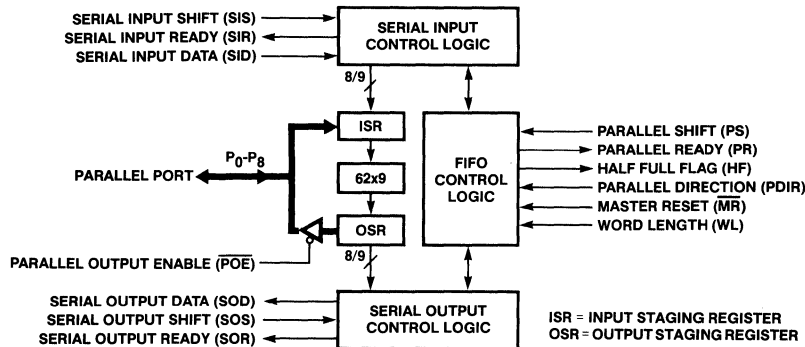 SERIAL INPUT SHIFT (SIS)
SERIAL INPUT READY (SIR)
SERIAL INPUT DATA (SID)
SERIAL INPUT
CONTROL LOGIC
8/9
ISR
P0-P8
PARALLEL PORT
62x9
FIFO
CONTROL
LOGIC
PARALLEL SHIFT (PS)
PARALLEL READY (PR)
HALF FULL FLAG (HF)
PARALLEL DIRECTION (PDIR)
MASTER RESET (M̅R̅)
WORD LENGTH (WL)
OSR
PARALLEL OUTPUT ENABLE (P̅O̅E̅)
8/9
SERIAL OUTPUT DATA (SOD)
SERIAL OUTPUT SHIFT (SOS)
SERIAL OUTPUT READY (SOR)
SERIAL OUTPUT
CONTROL LOGIC
ISR = INPUT STAGING REGISTER
OSR = OUTPUT STAGING REGISTER